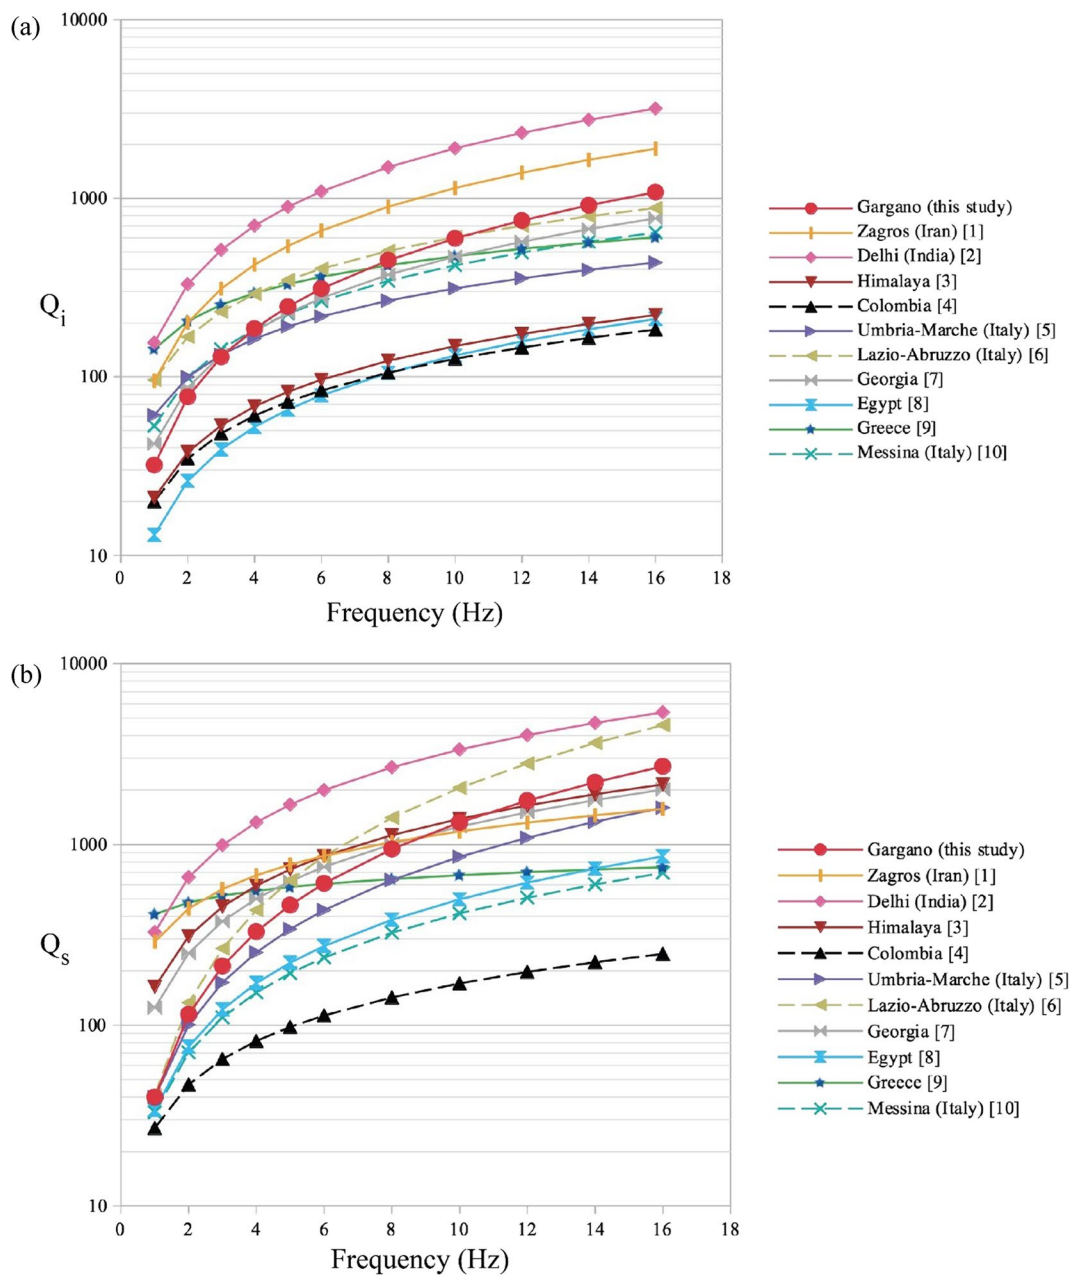 (a)
10000
1000
100
10
Qi
0 2 4 6 8 10 12 14 16 18
Frequency (Hz)
Gargano (this study)
Zagros (Iran) [1]
Delhi (India) [2]
Himalaya [3]
Colombia [4]
Umbria-Marche (Italy) [5]
Lazio-Abruzzo (Italy) [6]
Georgia [7]
Egypt [8]
Greece [9]
Messina (Italy) [10]
(b)
10000
1000
100
10
Qs
0 2 4 6 8 10 12 14 16 18
Frequency (Hz)
Gargano (this study)
Zagros (Iran) [1]
Delhi (India) [2]
Himalaya [3]
Colombia [4]
Umbria-Marche (Italy) [5]
Lazio-Abruzzo (Italy) [6]
Georgia [7]
Egypt [8]
Greece [9]
Messina (Italy) [10]